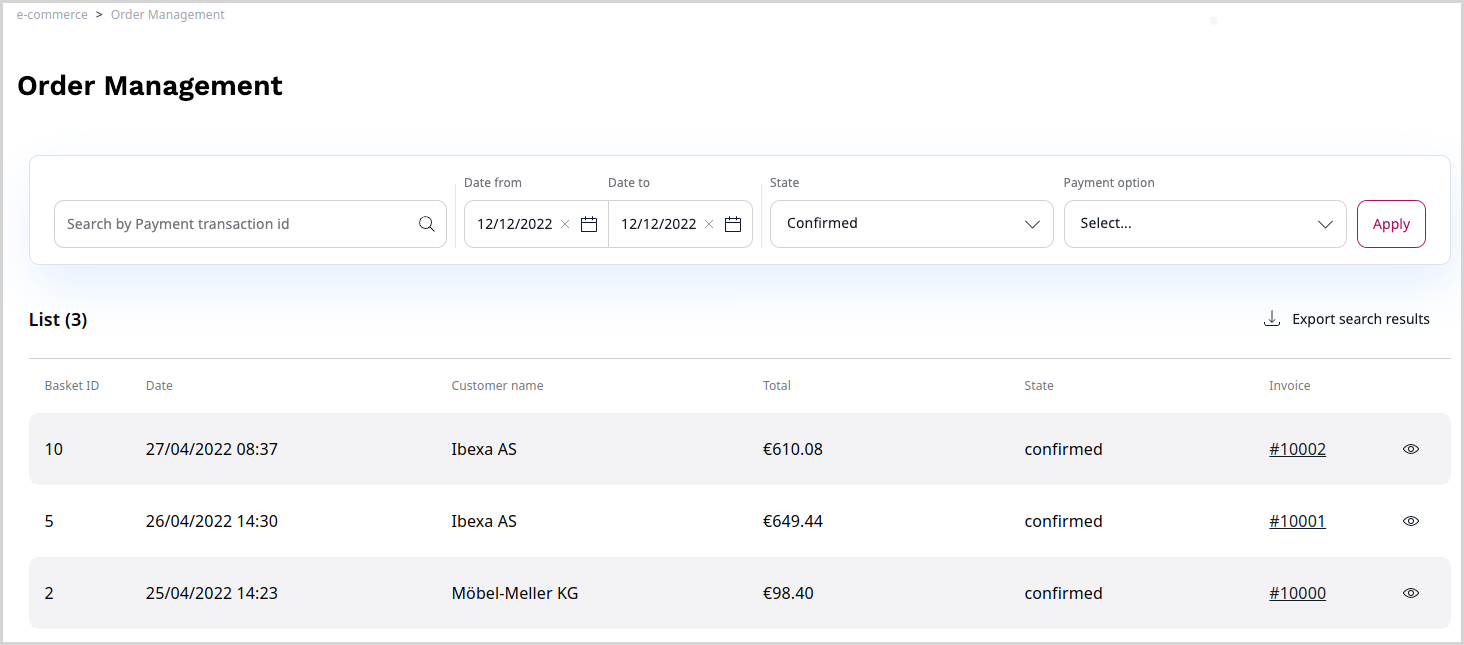 e-commerce > Order Management
Order Management
Date from Date to State Payment option
Search by Payment transaction id 12/12/2022 12/12/2022 Confirmed Select... Apply
List (3) Export search results
Basket ID Date Customer name Total State Invoice
10 27/04/2022 08:37 Ibexa AS €610.08 confirmed #10002
5 26/04/2022 14:30 Ibexa AS €649.44 confirmed #10001
2 25/04/2022 14:23 Möbel-Meller KG €98.40 confirmed #10000